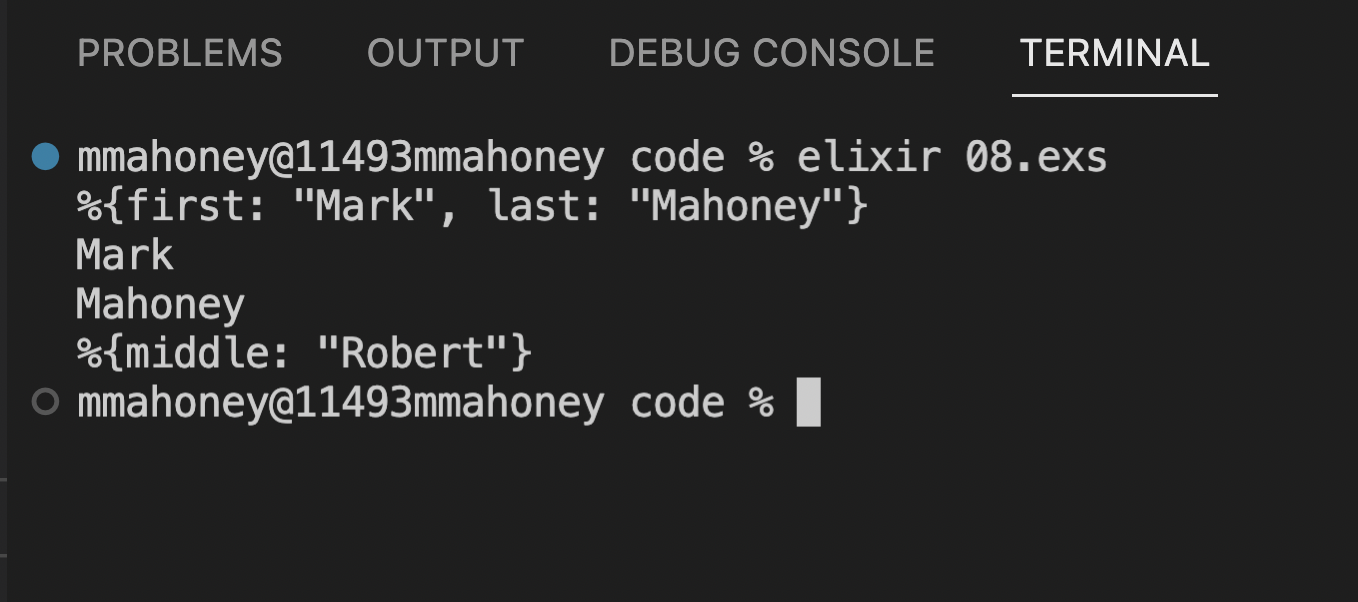 PROBLEMS OUTPUT DEBUG CONSOLE TERMINAL
mmahoney@11493mmahoney code % elixir 08.exs
%{first: "Mark", last: "Mahoney"}
Mark
Mahoney
%{middle: "Robert"}
mmahoney@11493mmahoney code %